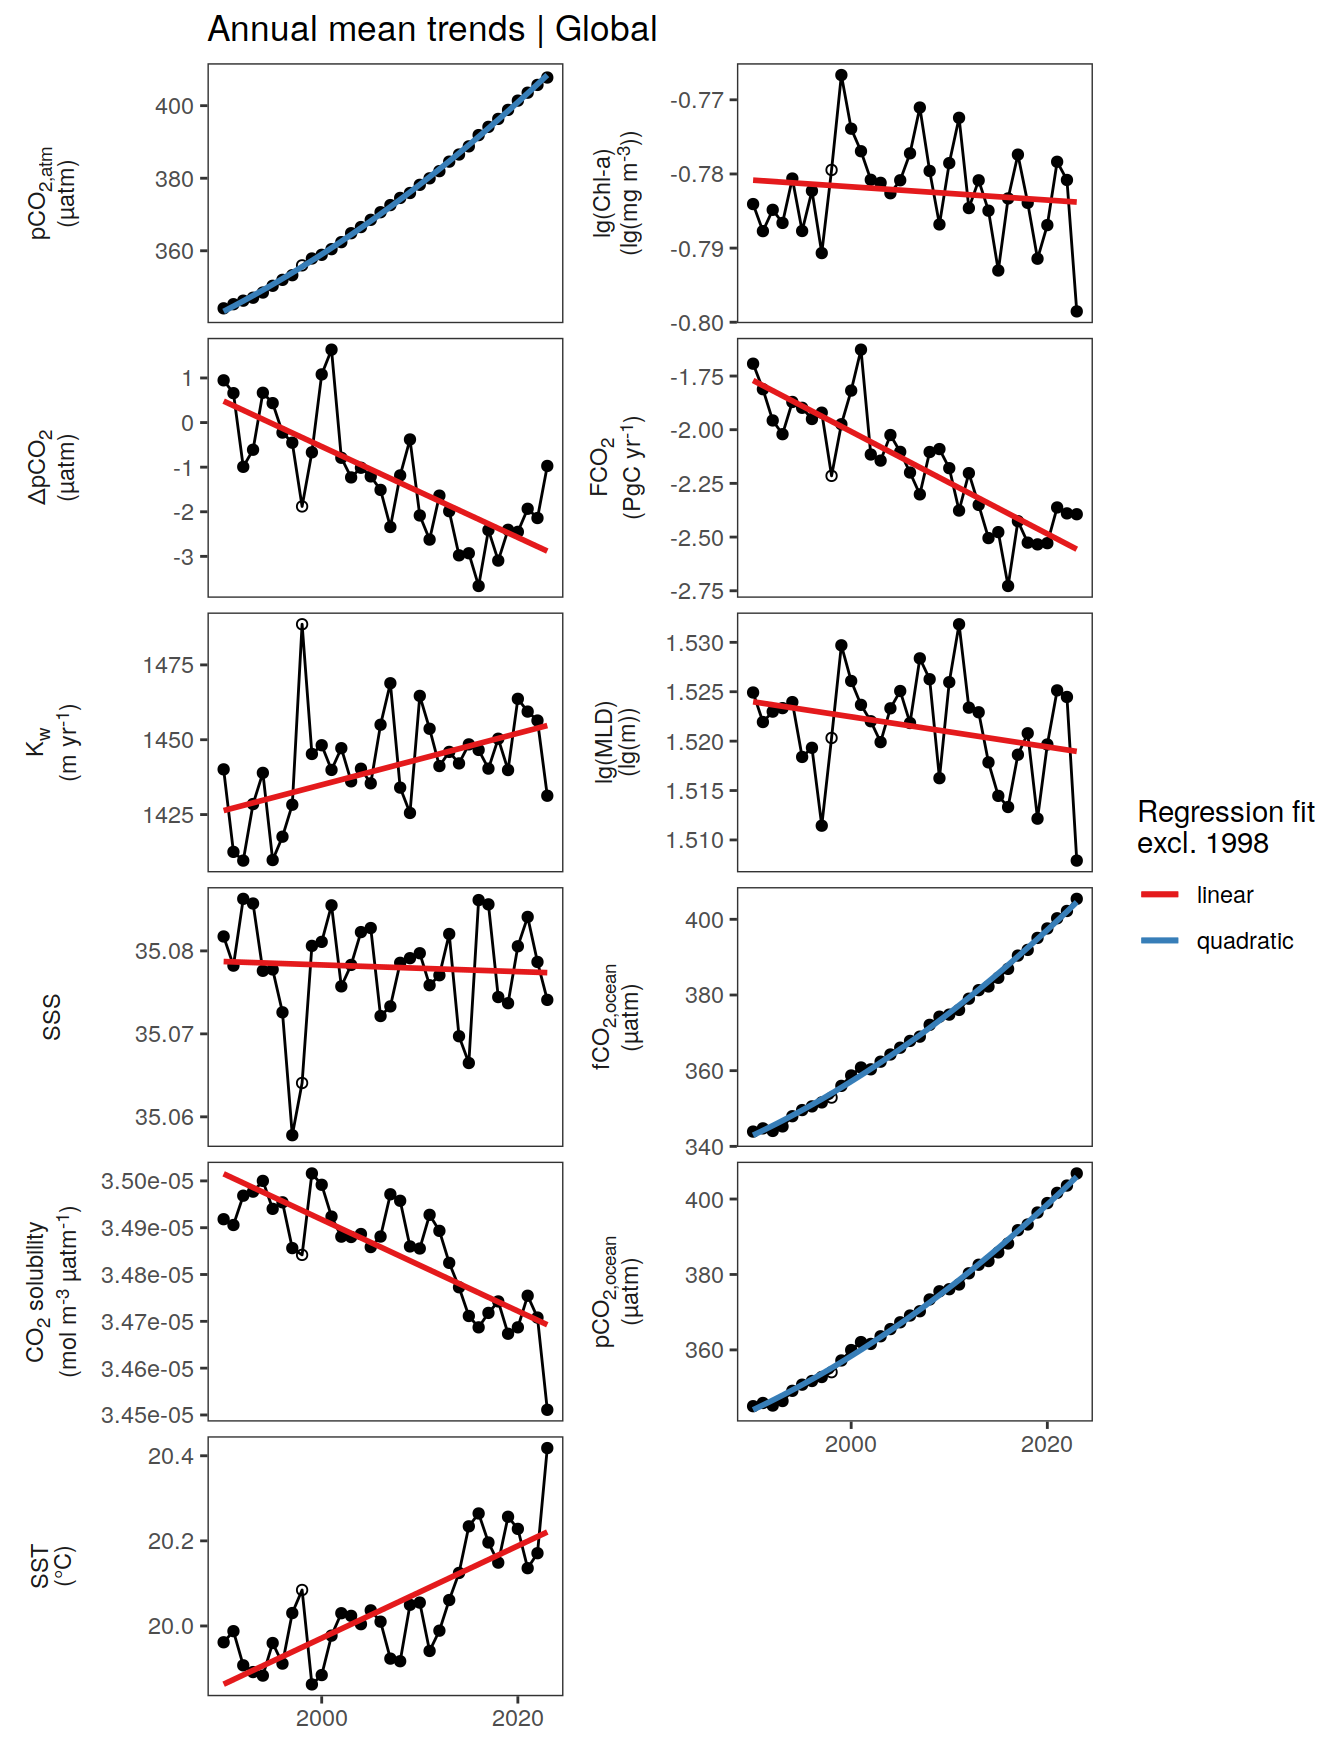 Annual mean trends | Global
pCO2,atm
(µatm)
400
380
360
lg(Chl-a)
(lg(mg m-3))
-0.77
-0.78
-0.79
-0.80
ΔpCO2
(µatm)
1
0
-1
-2
-3
FCO2
(PgC yr-1)
-1.75
-2.00
-2.25
-2.50
-2.75
Kw
(m yr-1)
1475
1450
1425
lg(MLD)
(lg(m))
1.530
1.525
1.520
1.515
1.510
SSS
35.08
35.07
35.06
fCO2,ocean
(µatm)
400
380
360
340
CO2 solubility
(mol m-3 µatm-1)
3.50e-05
3.49e-05
3.48e-05
3.47e-05
3.46e-05
3.45e-05
pCO2,ocean
(µatm)
400
380
360
2000 2020
SST
(°C)
20.4
20.2
20.0
2000 2020
Regression fit
excl. 1998
linear
quadratic